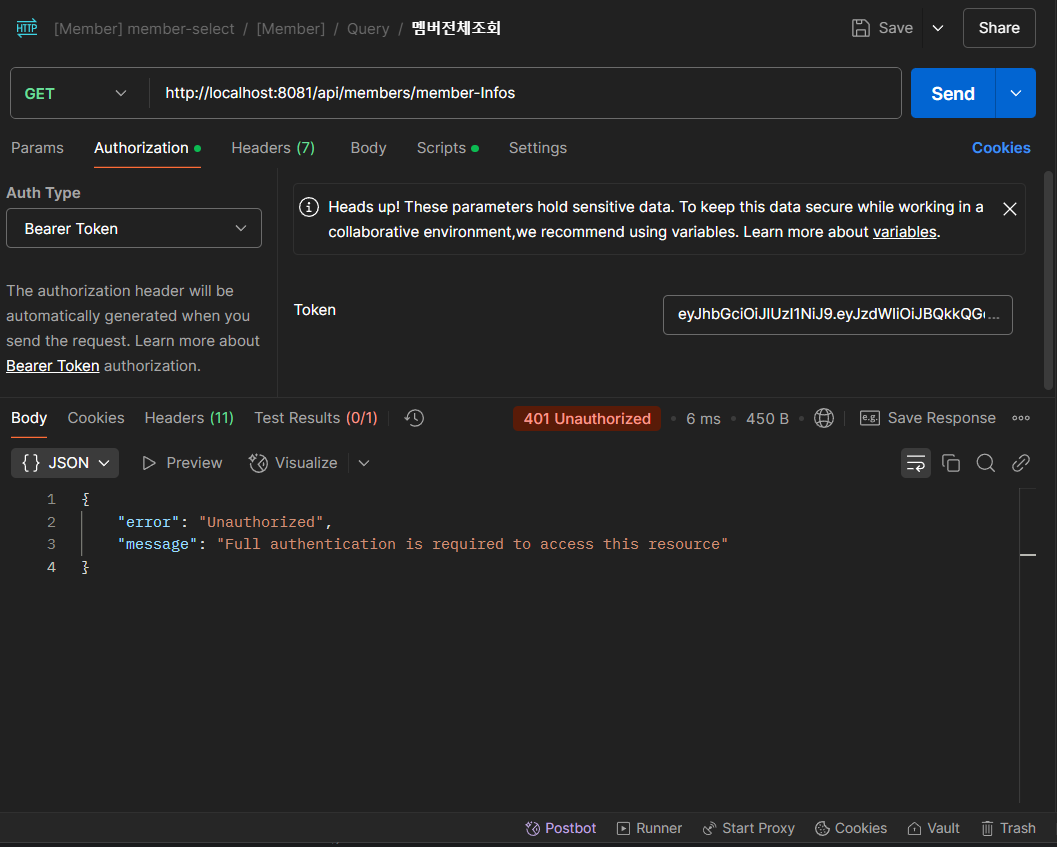 HTTP [Member] member-select / [Member] / Query / 멤버전체조회 Save Share
GET http://localhost:8081/api/members/member-Infos Send
Params Authorization Headers (7) Body Scripts Settings Cookies
Auth Type
Bearer Token
Heads up! These parameters hold sensitive data. To keep this data secure while working in a
collaborative environment,we recommend using variables. Learn more about variables.
The authorization header will be
automatically generated when you
send the request. Learn more about
Bearer Token authorization.
Token eyJhbGciOiJIUzI1NiJ9.eyJzdWIiOiJBQkkQG...
Body Cookies Headers (11) Test Results (0/1) 401 Unauthorized • 6 ms • 450 B e.g. Save Response
{} JSON Preview Visualize
1 {
2 "error": "Unauthorized",
3 "message": "Full authentication is required to access this resource"
4 }
Postbot Runner Start Proxy Cookies Vault Trash